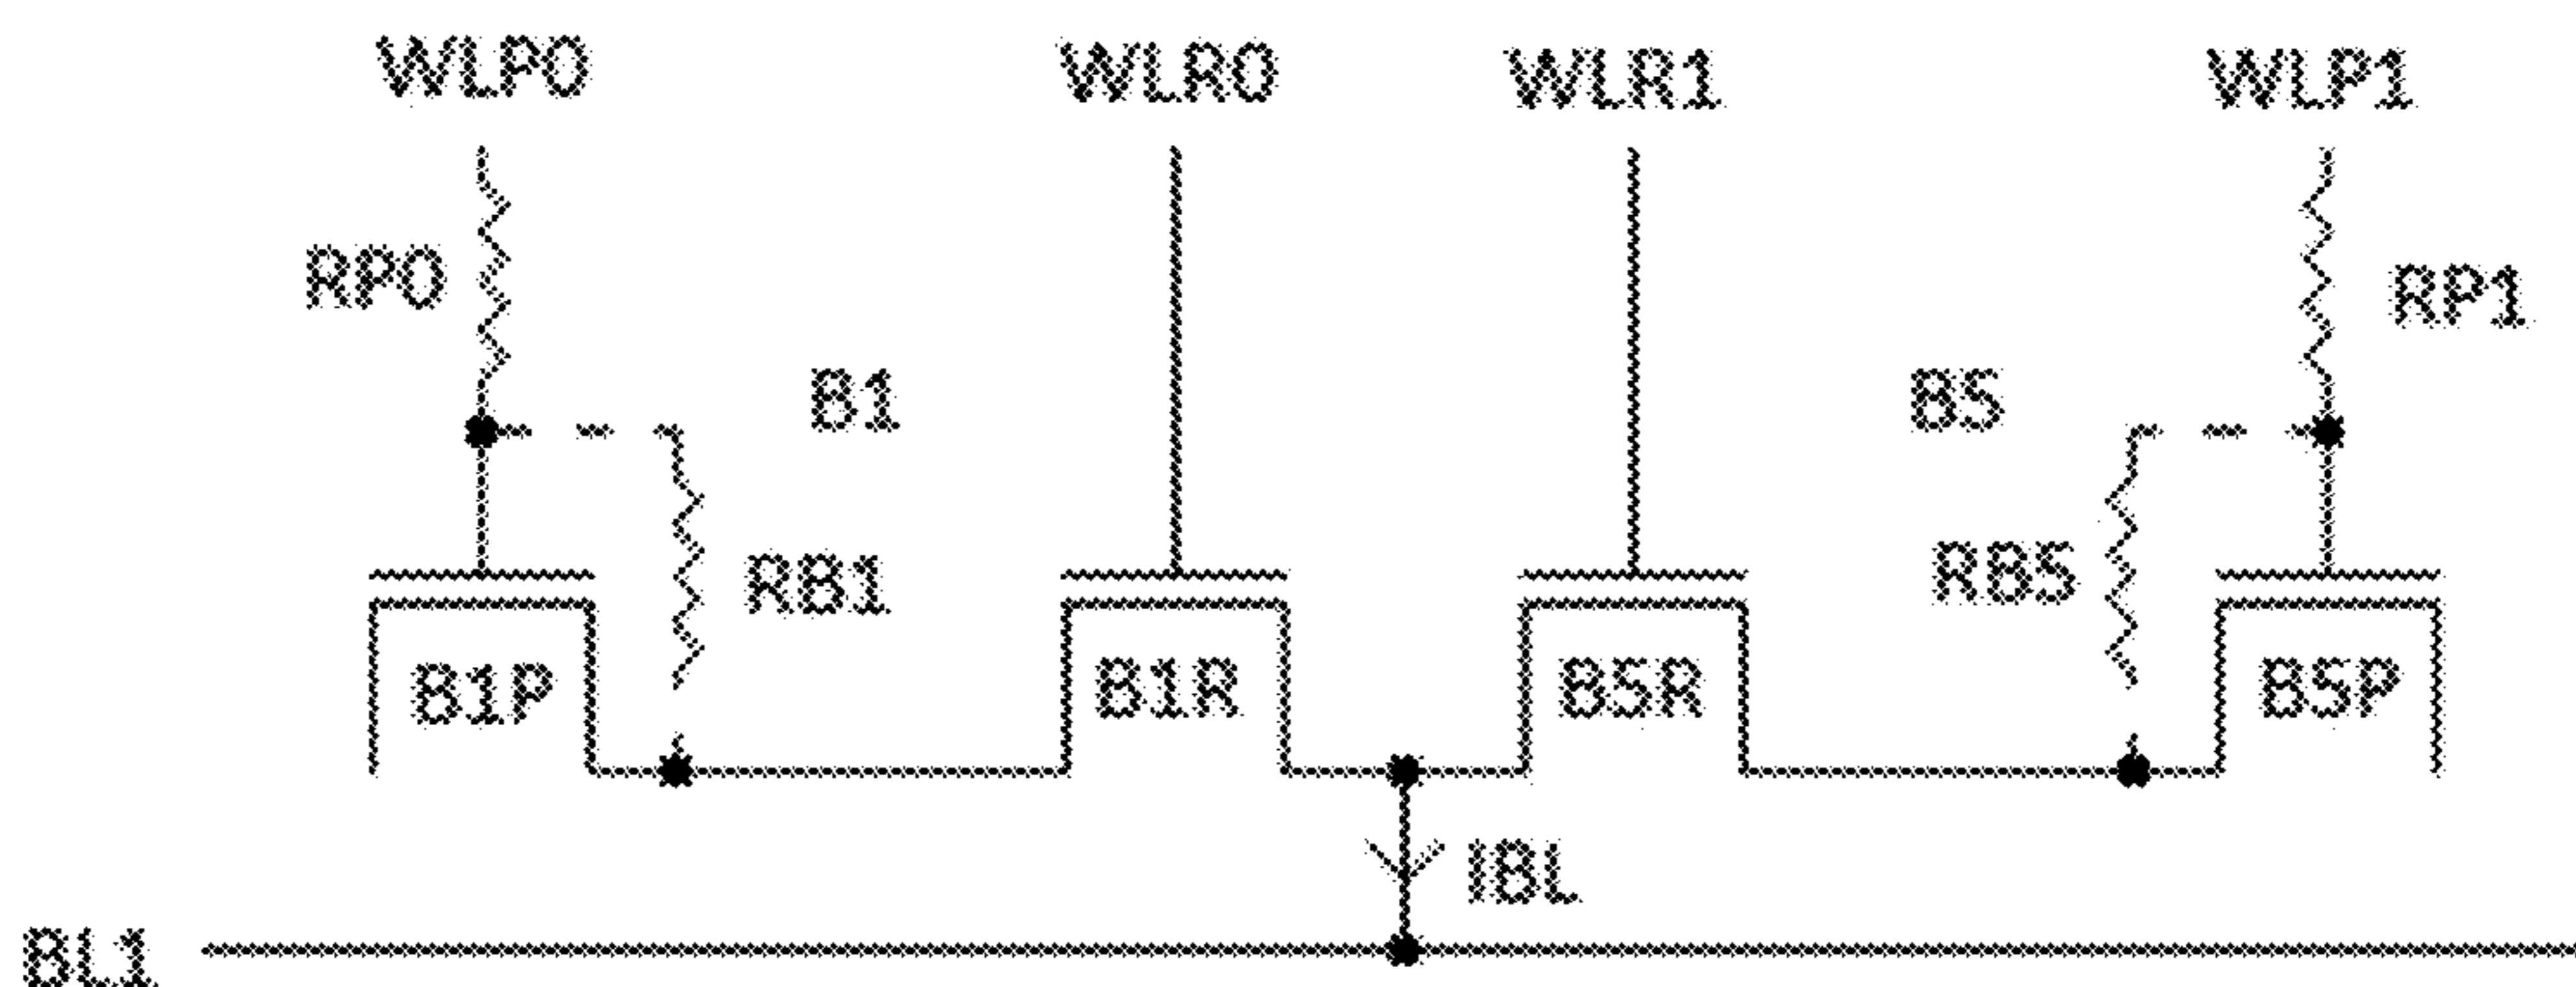 WLP0 WLR0 WLR1 WLP1
RP0 RP1
B1 B5
RB1 RB5
B1P B1R B5R B5P
IBL
BL1